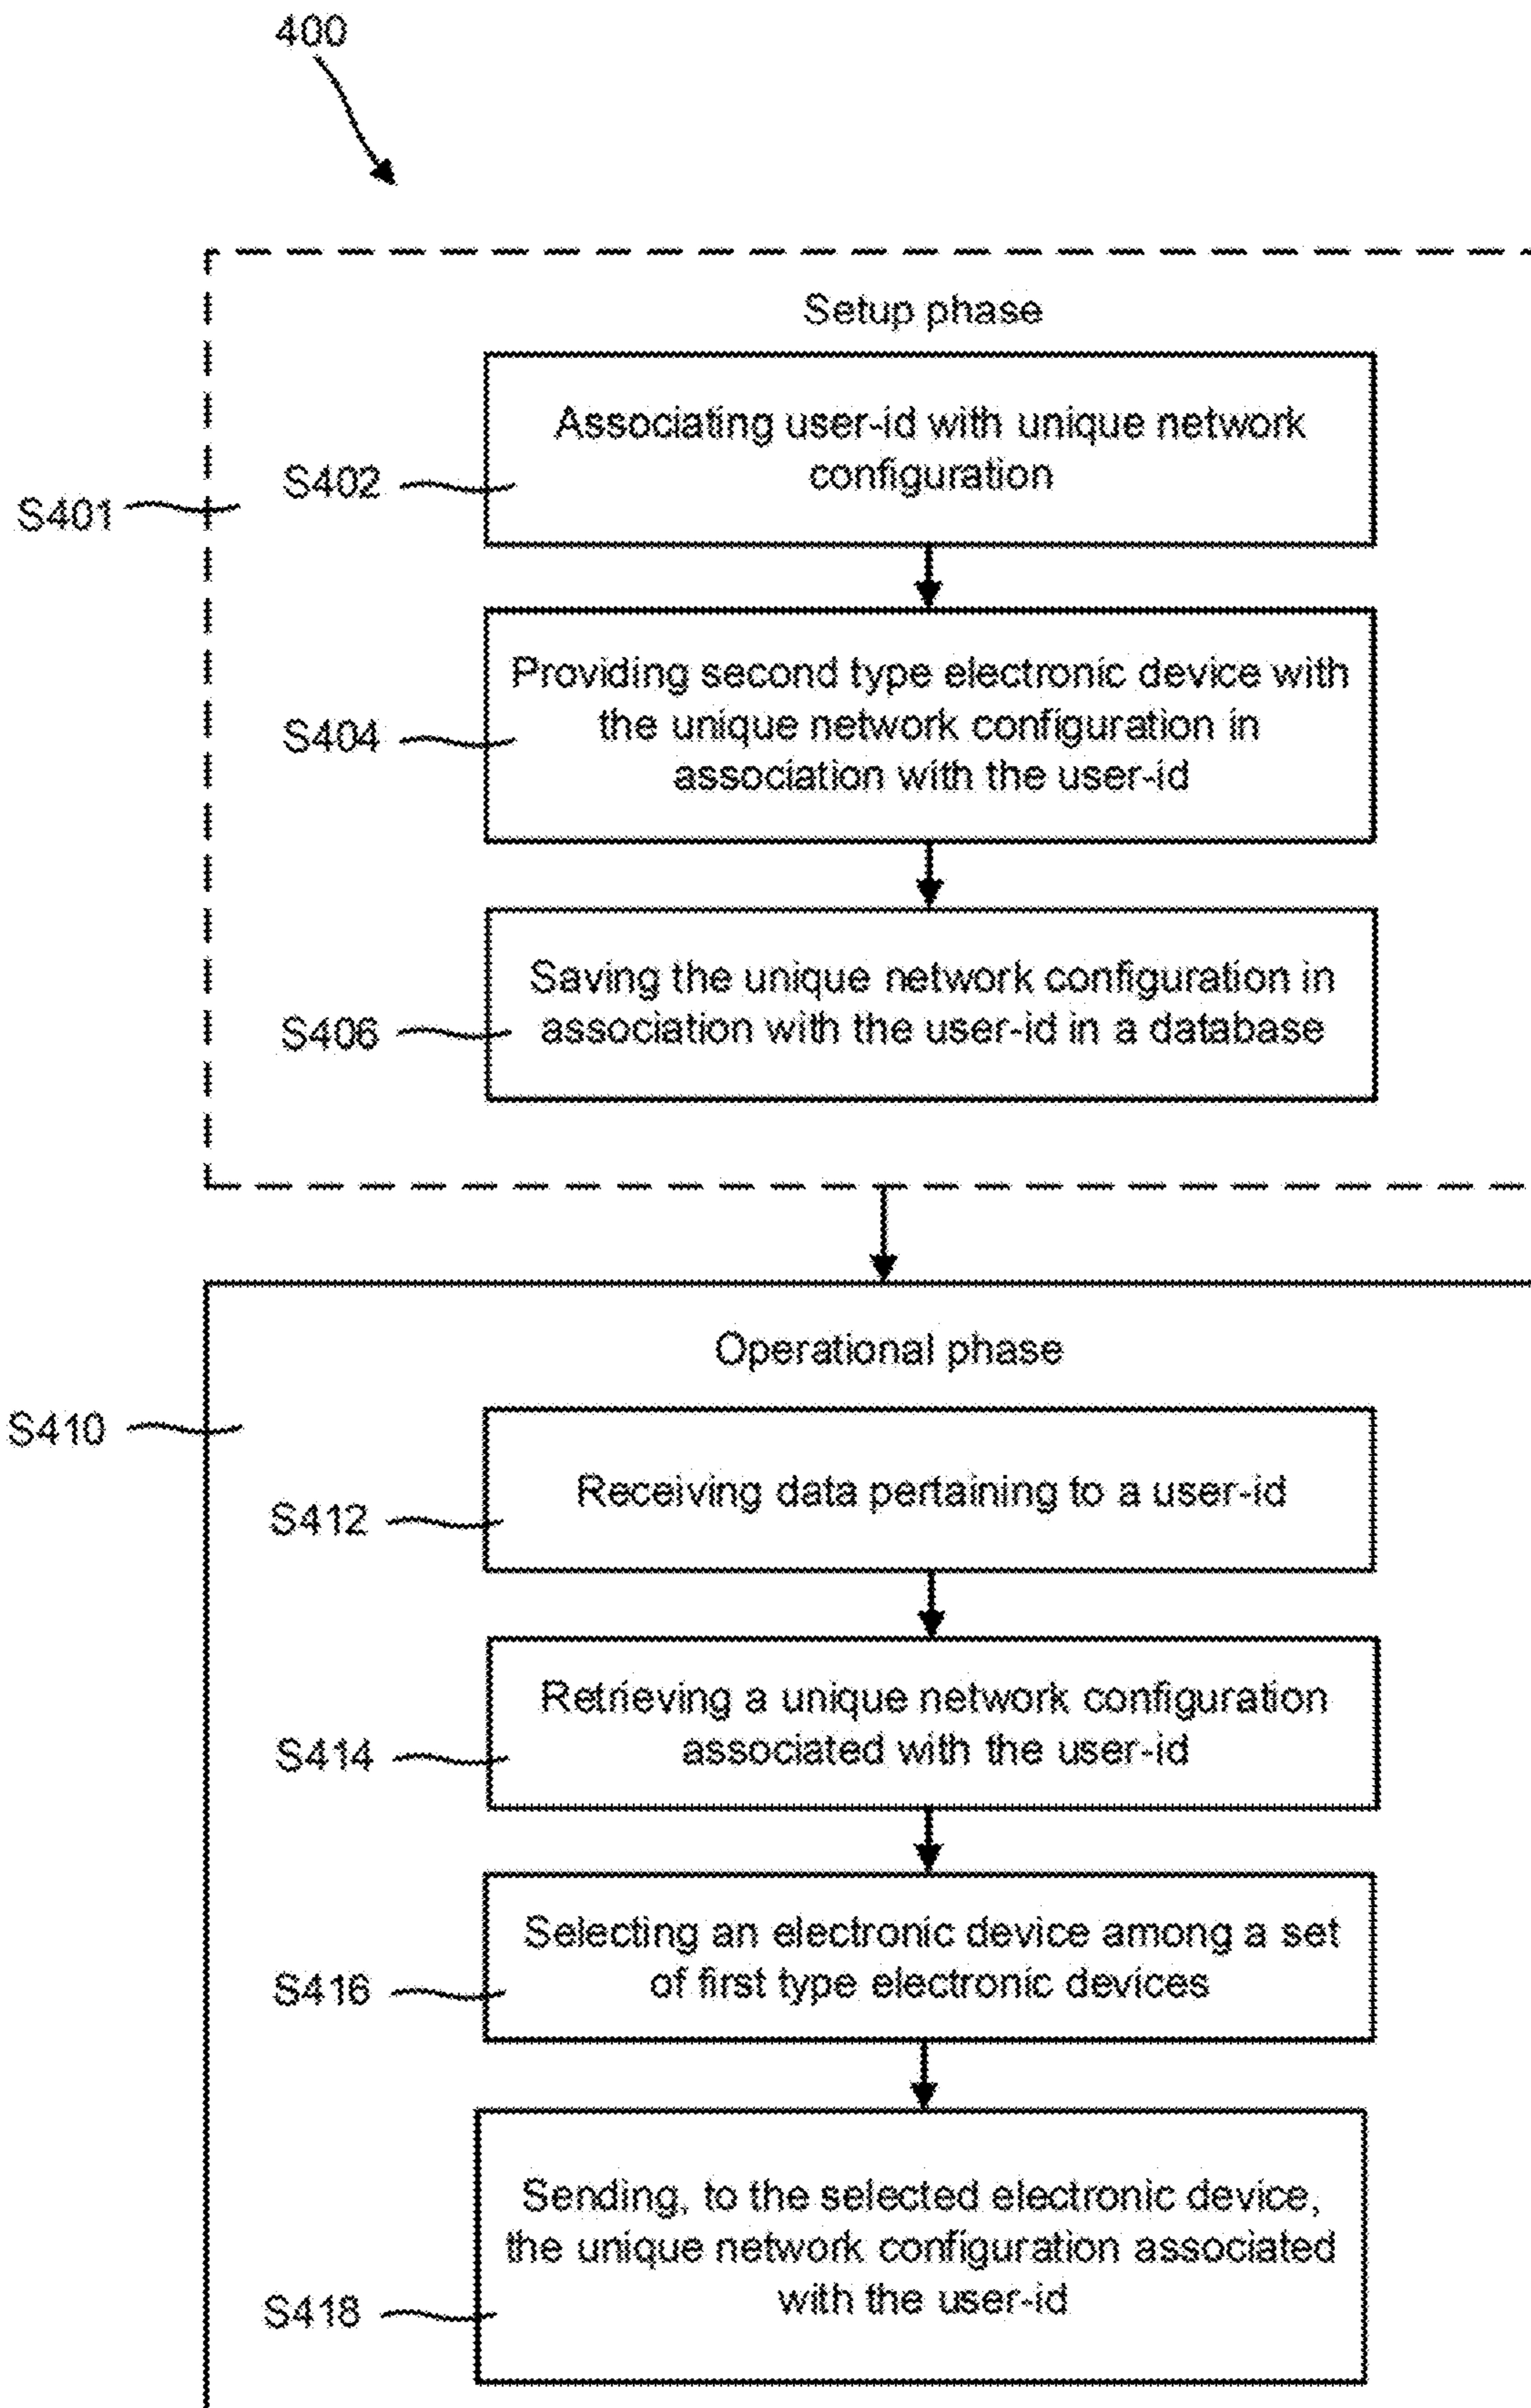 400
Setup phase
Associating user-id with unique network
configuration
S402
S401
Providing second type electronic device with
the unique network configuration in
association with the user-id
S404
Saving the unique network configuration in
association with the user-id in a database
S406
Operational phase
S410
Receiving data pertaining to a user-id
S412
Retrieving a unique network configuration
associated with the user-id
S414
Selecting an electronic device among a set
of first type electronic devices
S416
Sending, to the selected electronic device,
the unique network configuration associated
with the user-id
S418